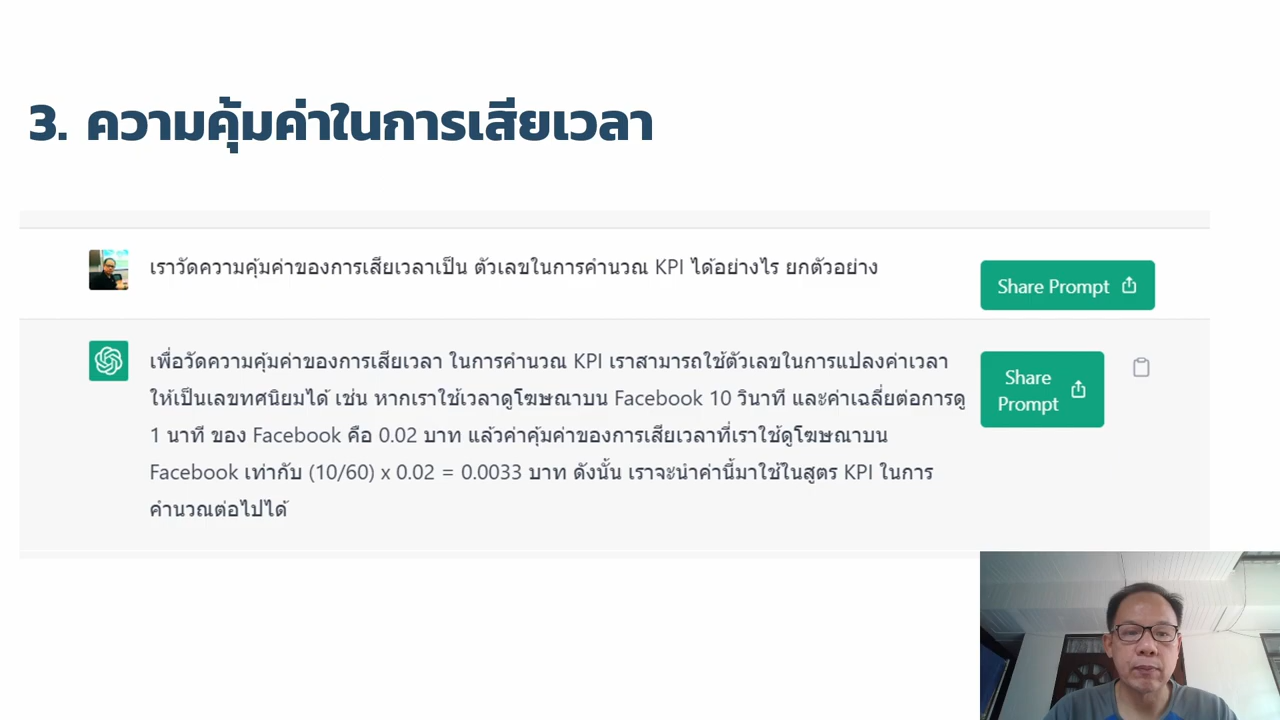 3. ความคุ้มค่าในการเสียเวลา
เราวัดความคุ้มค่าของการเสียเวลาเป็น ตัวเลขในการคำนวณ KPI ได้อย่างไร ยกตัวอย่าง
Share Prompt
เพื่อวัดความคุ้มค่าของการเสียเวลา ในการคำนวณ KPI เราสามารถใช้ตัวเลขในการแปลงค่าเวลา
ให้เป็นเลขทศนิยมได้ เช่น หากเราใช้เวลาดูโฆษณาบน Facebook 10 วินาที และค่าเฉลี่ยต่อการดู
1 นาที ของ Facebook คือ 0.02 บาท แล้วค่าคุ้มค่าของการเสียเวลาที่เราใช้ดูโฆษณาบน
Facebook เท่ากับ (10/60) x 0.02 = 0.0033 บาท ดังนั้น เราจะนำค่านี้มาใช้ในสูตร KPI ในการ
คำนวณต่อไปได้
Share
Prompt